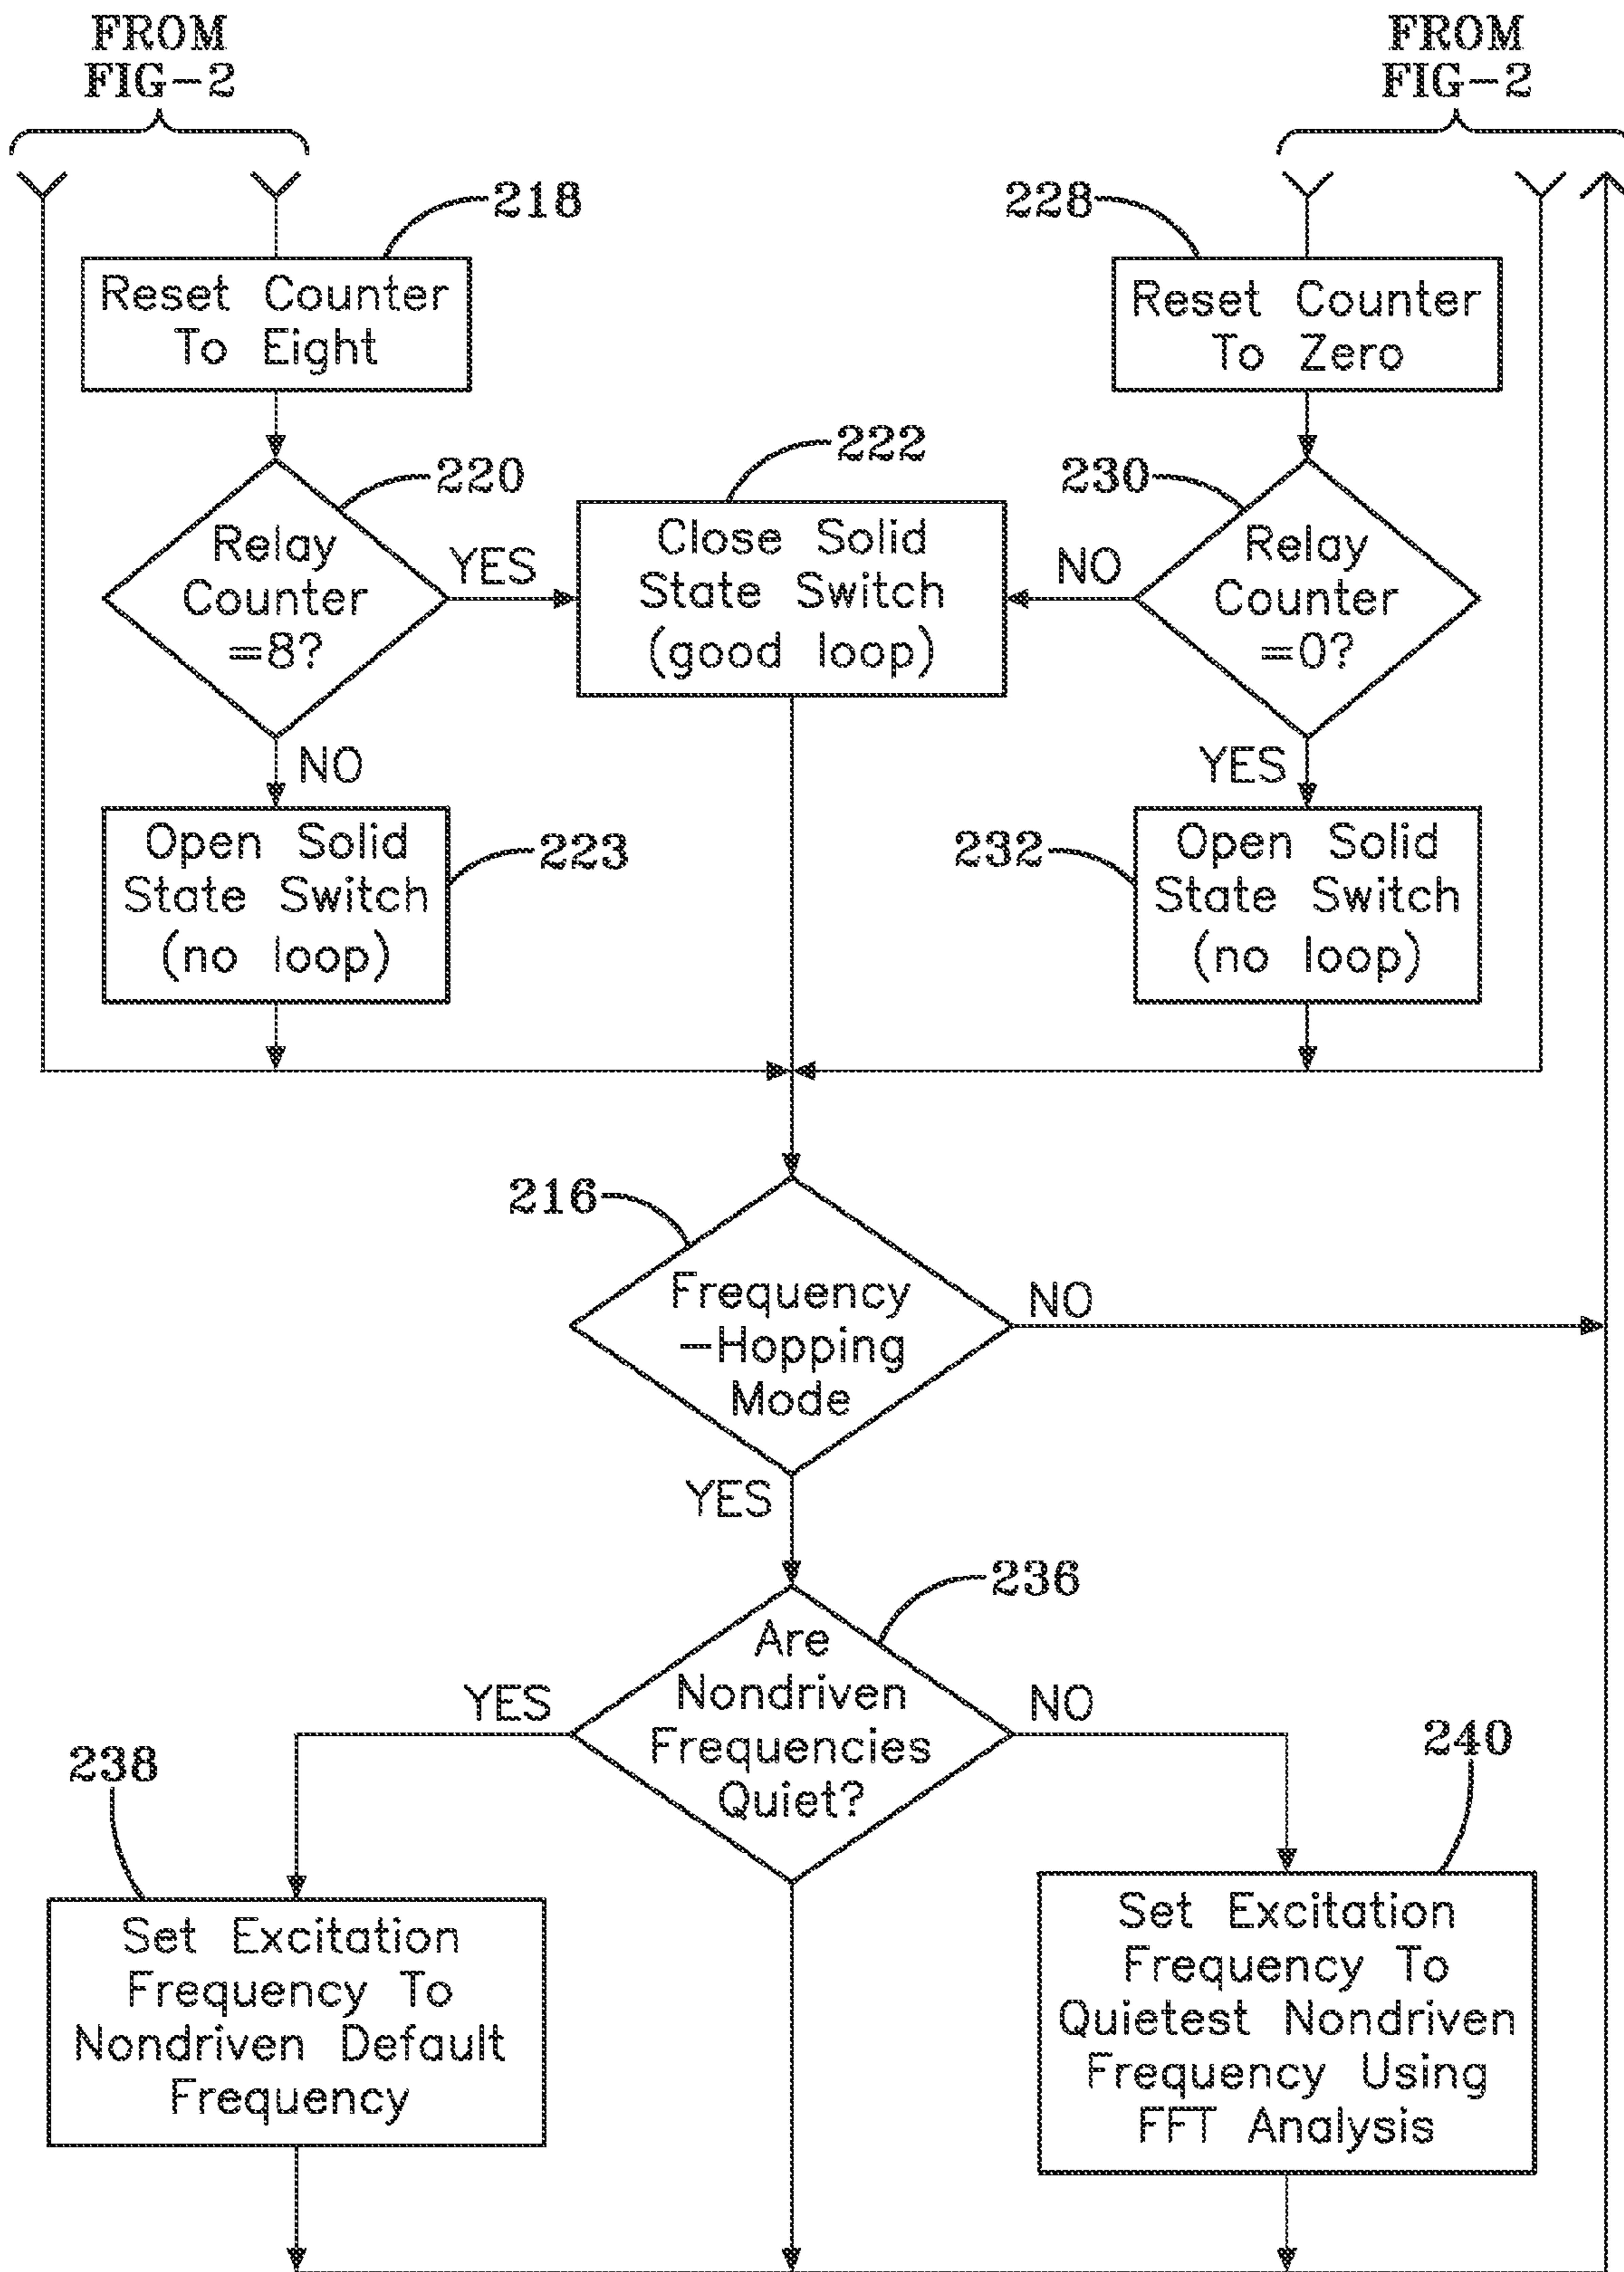 FROM
FIG-2
FROM
FIG-2
218
228
Reset Counter
To Eight
Reset Counter
To Zero
222
220
230
Relay
Counter
=8?
YES
Close Solid
State Switch
(good loop)
NO
Relay
Counter
=0?
NO
YES
Open Solid
State Switch
(no loop)
223
232
Open Solid
State Switch
(no loop)
216
Frequency
-Hopping
Mode
NO
YES
236
Are
Nondriven
Frequencies
Quiet?
YES
NO
238
240
Set Excitation
Frequency To
Nondriven Default
Frequency
Set Excitation
Frequency To
Quietest Nondriven
Frequency Using
FFT Analysis